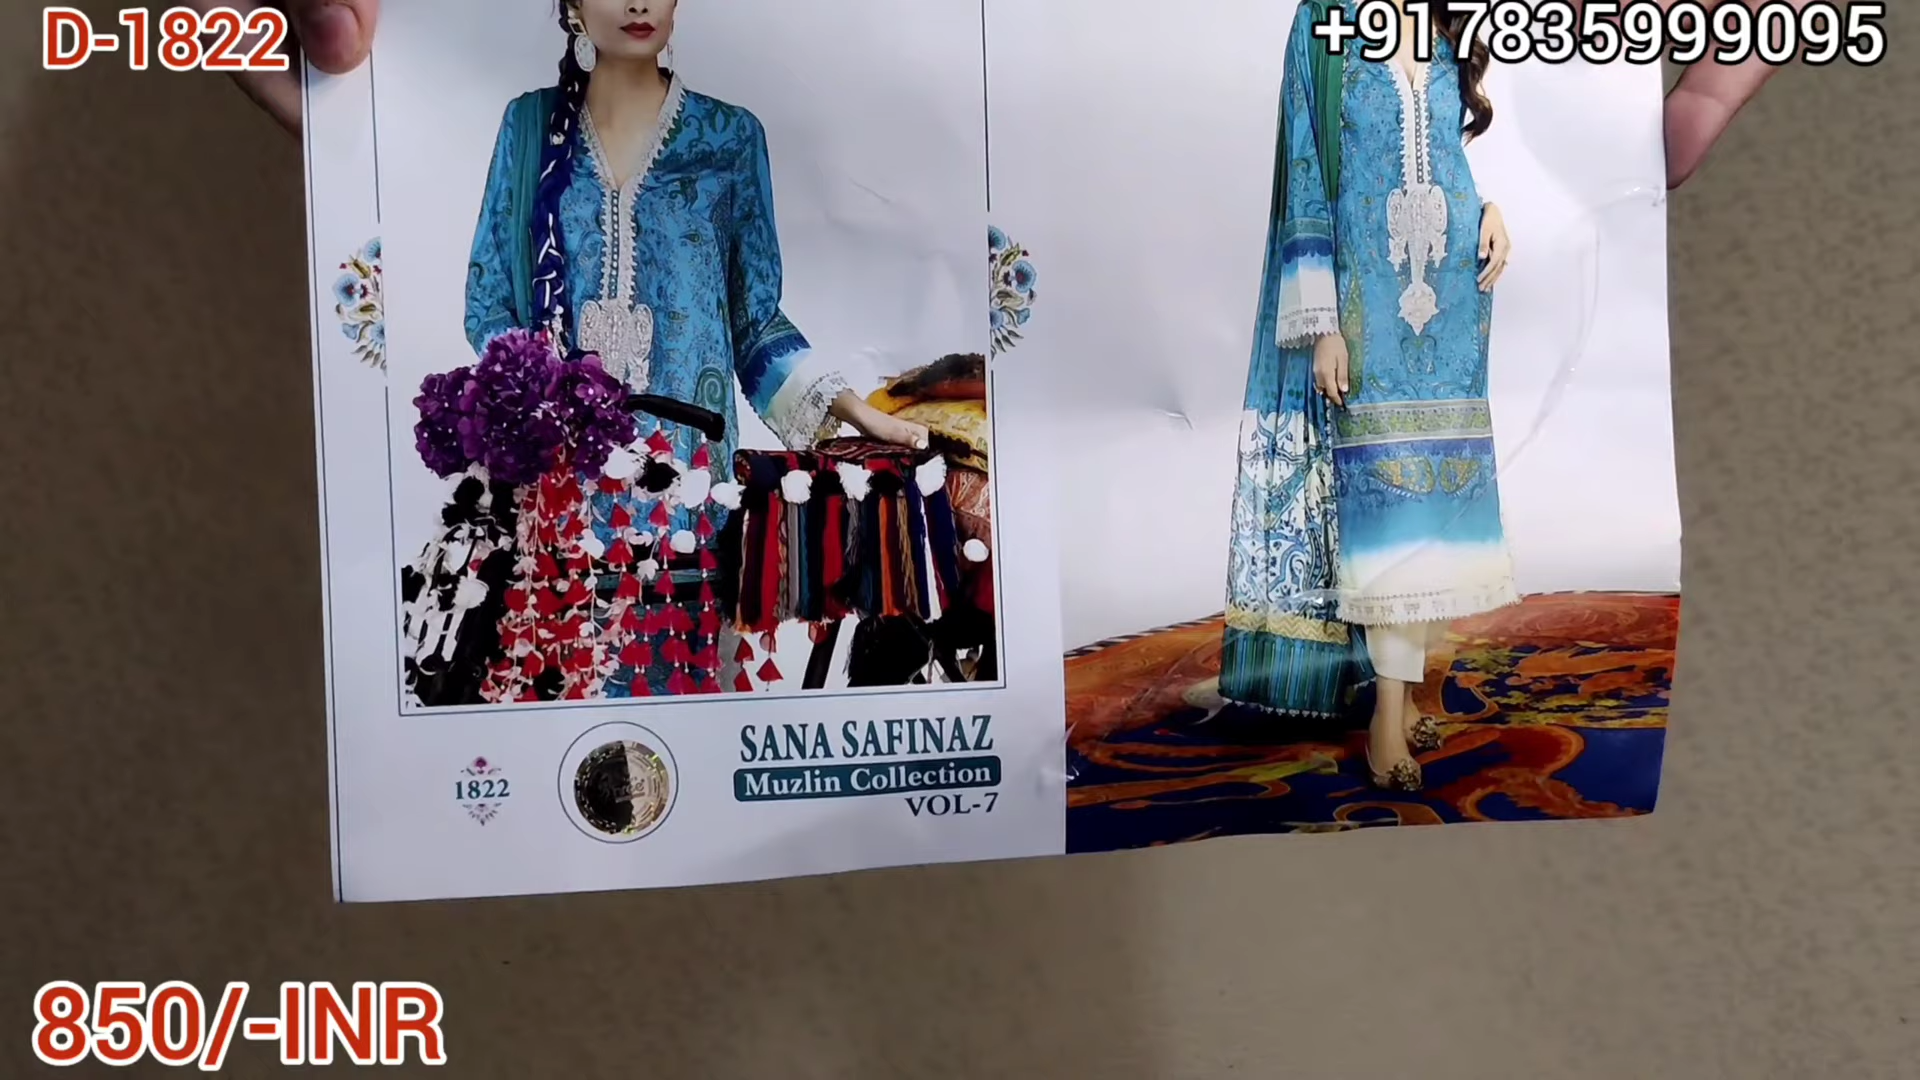 D-1822
+917835999095
SANA SAFINAZ
Muzlin Collection
VOL-7
1822
850/-INR